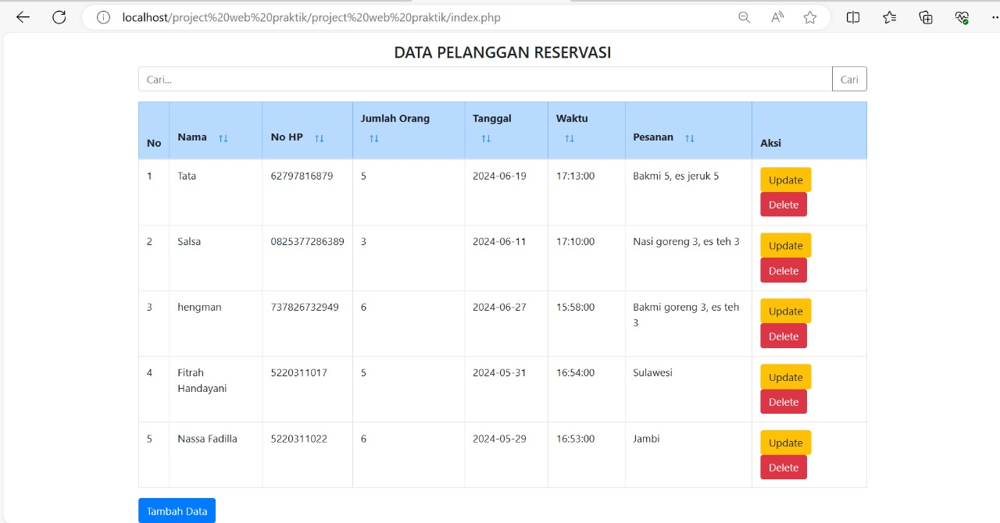 localhost/project%20web%20praktik/project%20web%20praktik/index.php
DATA PELANGGAN RESERVASI
Cari... Cari
No Nama ↑↓ No HP ↑↓ Jumlah Orang ↑↓ Tanggal ↑↓ Waktu ↑↓ Pesanan ↑↓ Aksi
1 Tata 62797816879 5 2024-06-19 17:13:00 Bakmi 5, es jeruk 5 Update
Delete
2 Salsa 0825377286389 3 2024-06-11 17:10:00 Nasi goreng 3, es teh 3 Update
Delete
3 hengman 737826732949 6 2024-06-27 15:58:00 Bakmi goreng 3, es teh Update
3 Delete
4 Fitrah 5220311017 5 2024-05-31 16:54:00 Sulawesi Update
Handayani Delete
5 Nassa Fadilla 5220311022 6 2024-05-29 16:53:00 Jambi Update
Delete
Tambah Data